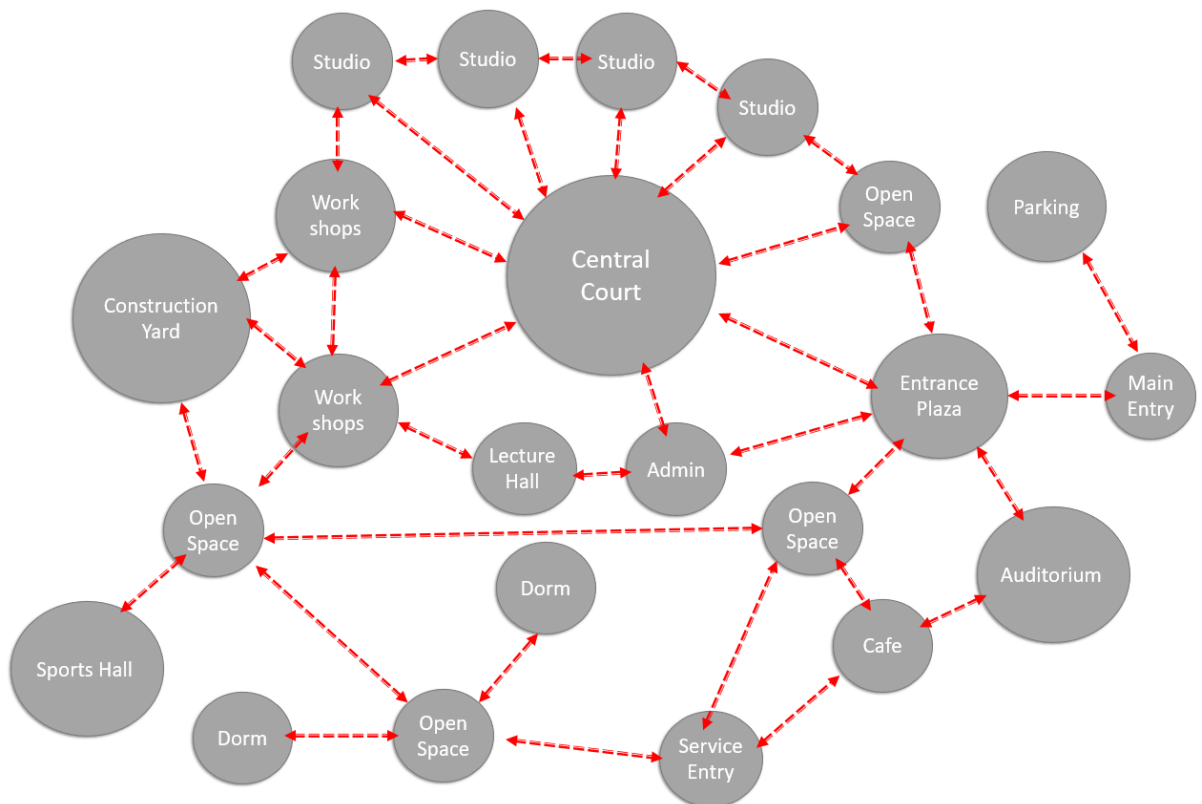 Studio
Studio
Studio
Studio
Work
shops
Open
Space
Parking
Central
Court
Construction
Yard
Work
shops
Entrance
Plaza
Main
Entry
Lecture
Hall
Admin
Open
Space
Open
Space
Auditorium
Dorm
Cafe
Sports Hall
Dorm
Open
Space
Service
Entry